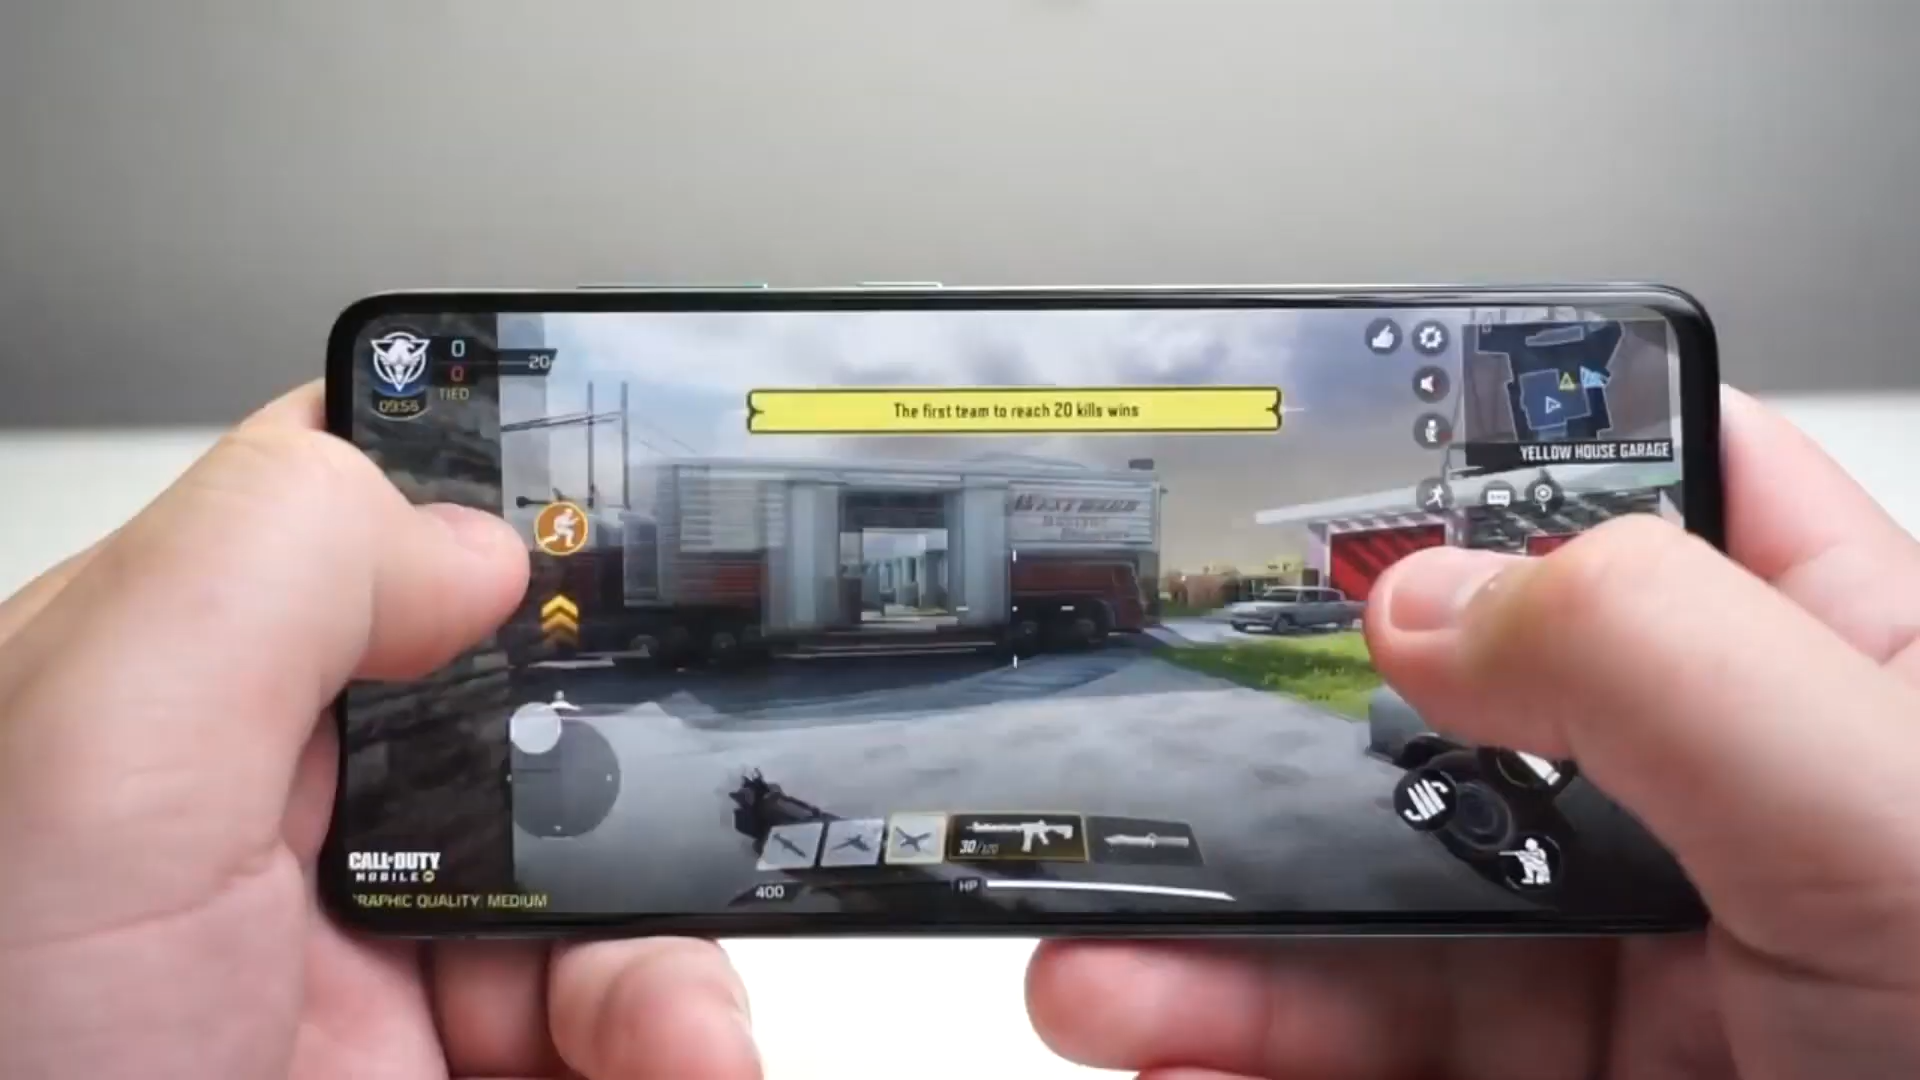 0
20
0
TIED
09:56
The first team to reach 20 kills wins
YELLOW HOUSE GARAGE
30/120
400
HP
CALL OF DUTY
MOBILE
RAPHIC QUALITY: MEDIUM